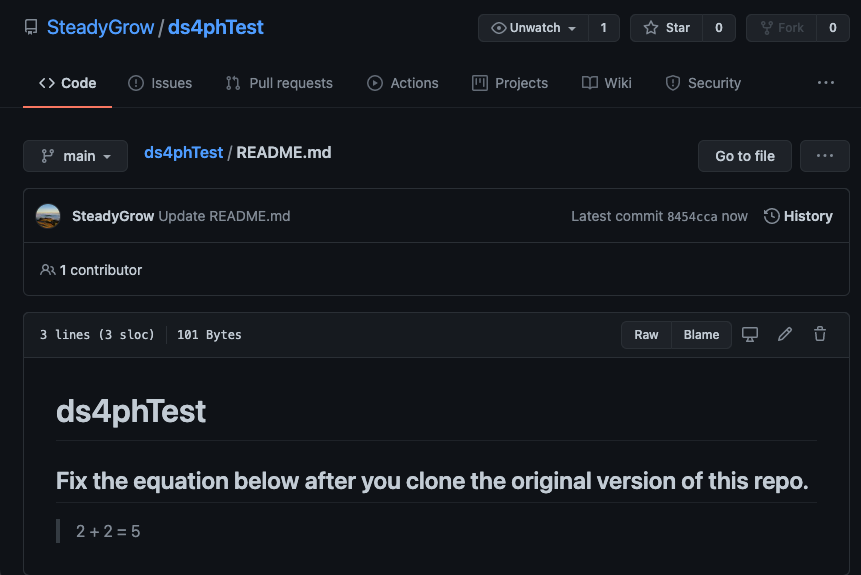 SteadyGrow / ds4phTest
Unwatch 1 Star 0 Fork 0
Code Issues Pull requests Actions Projects Wiki Security ...
main ds4phTest / README.md Go to file ...
SteadyGrow Update README.md Latest commit 8454cca now History
1 contributor
3 lines (3 sloc) 101 Bytes Raw Blame
ds4phTest
Fix the equation below after you clone the original version of this repo.
2 + 2 = 5